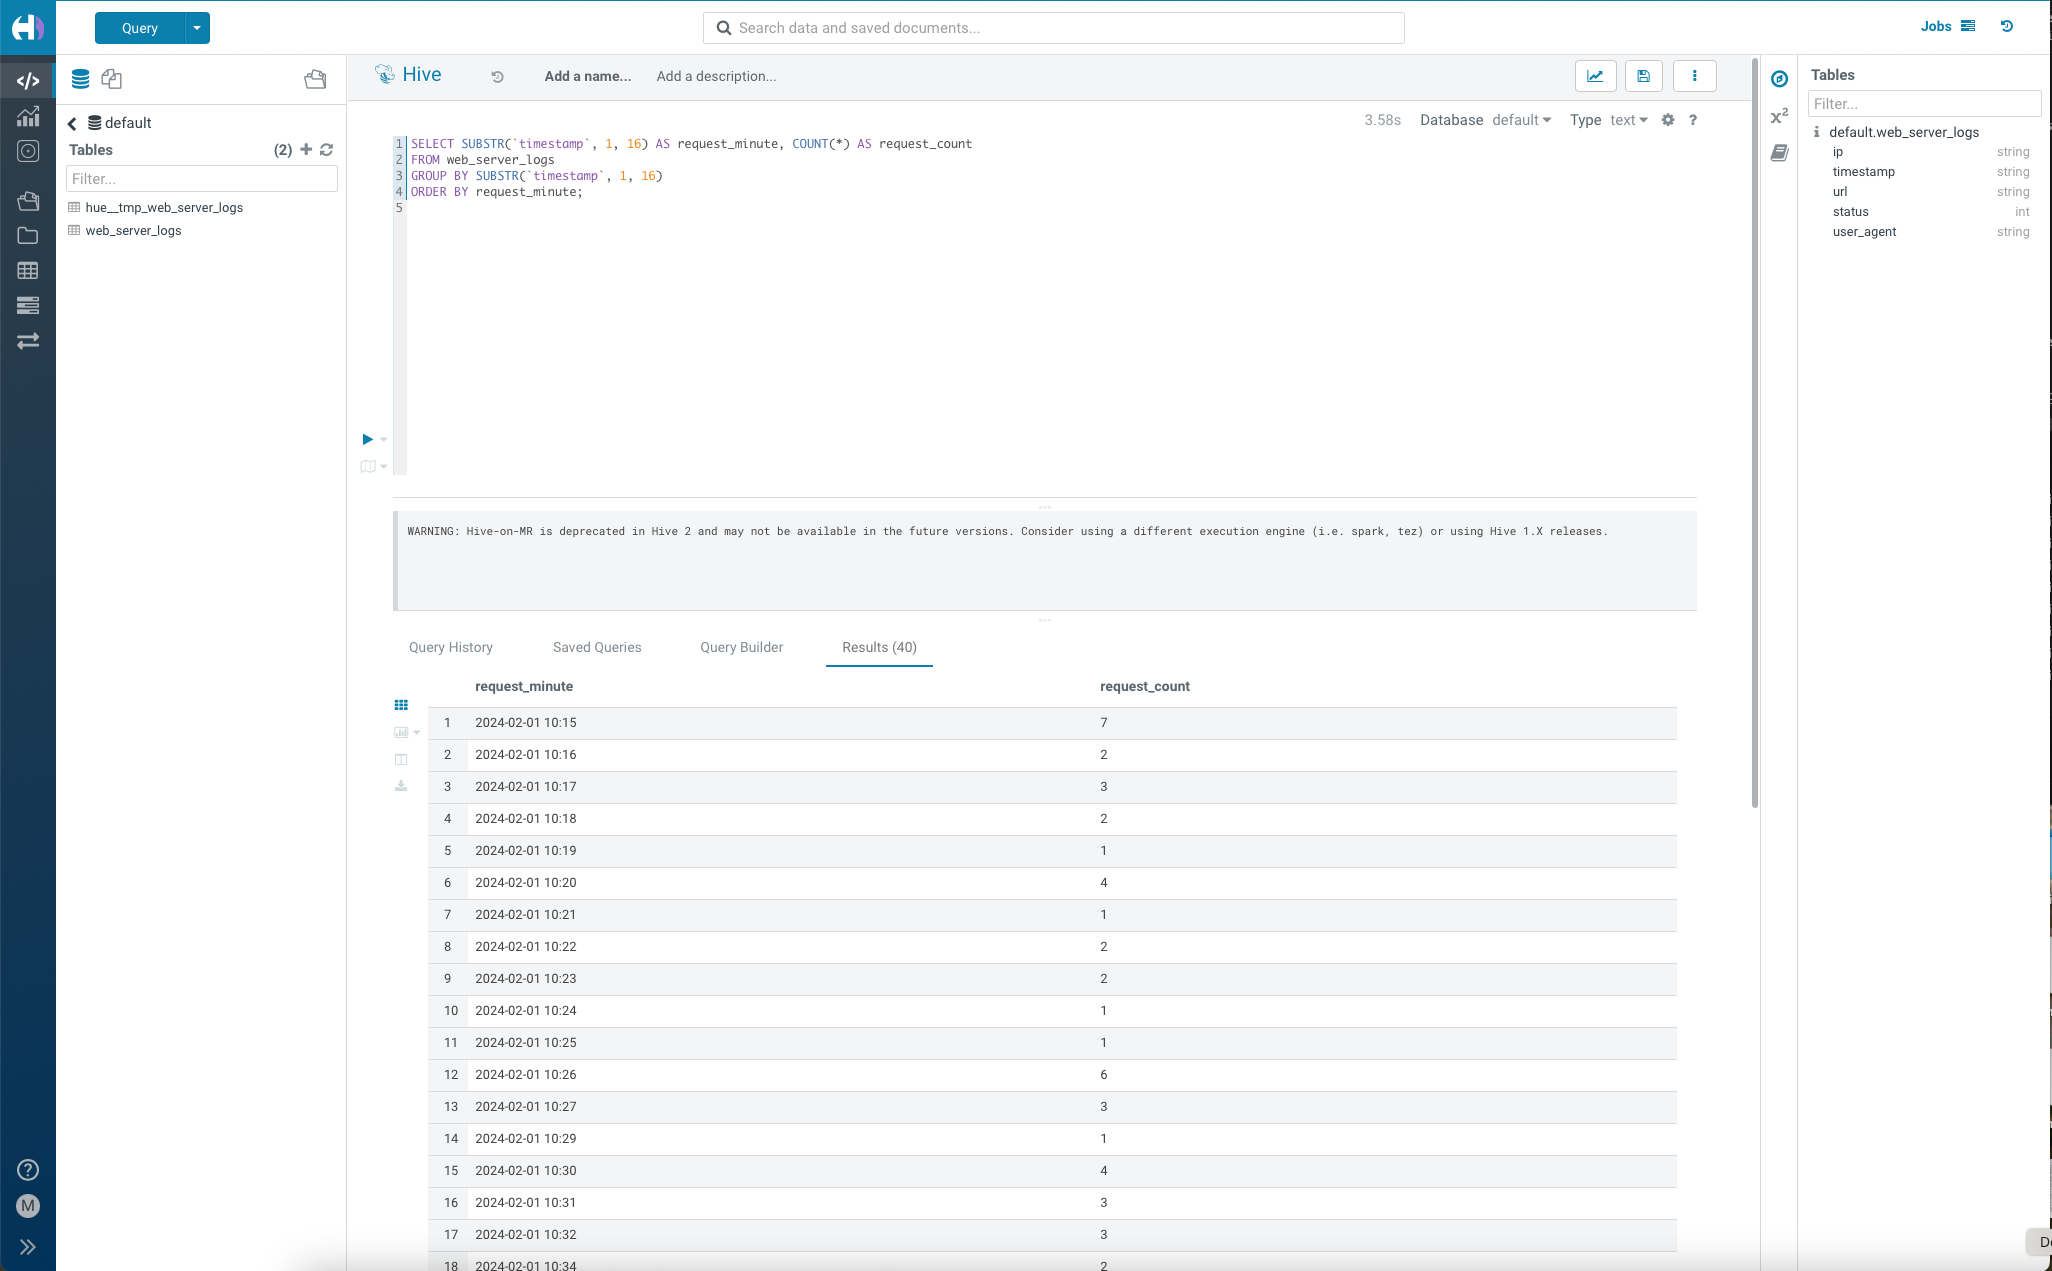 Query
Search data and saved documents...
Jobs
default
Tables (2)
Filter...
hue__tmp_web_server_logs
web_server_logs
Hive
Add a name...
Add a description...
3.58s Database default Type text ?
1 SELECT SUBSTR(`timestamp`, 1, 16) AS request_minute, COUNT(*) AS request_count
2 FROM web_server_logs
3 GROUP BY SUBSTR(`timestamp`, 1, 16)
4 ORDER BY request_minute;
5
WARNING: Hive-on-MR is deprecated in Hive 2 and may not be available in the future versions. Consider using a different execution engine (i.e. spark, tez) or using Hive 1.X releases.
Query History Saved Queries Query Builder Results (40)
request_minute request_count
1 2024-02-01 10:15 7
2 2024-02-01 10:16 2
3 2024-02-01 10:17 3
4 2024-02-01 10:18 2
5 2024-02-01 10:19 1
6 2024-02-01 10:20 4
7 2024-02-01 10:21 1
8 2024-02-01 10:22 2
9 2024-02-01 10:23 2
10 2024-02-01 10:24 1
11 2024-02-01 10:25 1
12 2024-02-01 10:26 6
13 2024-02-01 10:27 3
14 2024-02-01 10:29 1
15 2024-02-01 10:30 4
16 2024-02-01 10:31 3
17 2024-02-01 10:32 3
18 2024-02-01 10:34 2
x²
Tables
Filter...
default.web_server_logs
ip string
timestamp string
url string
status int
user_agent string
?
M